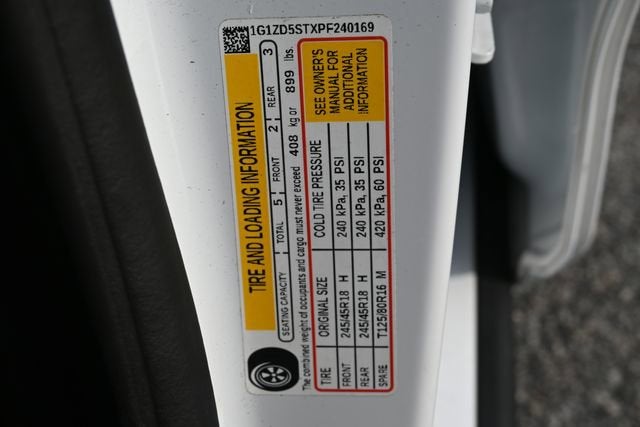 1G1ZD5STXPF240169
TIRE AND LOADING INFORMATION
SEATING CAPACITY TOTAL 5 FRONT 2 REAR 3
The combined weight of occupants and cargo must never exceed 408 kg or 899 lbs.
TIRE ORIGINAL SIZE COLD TIRE PRESSURE
FRONT 245/45R18 H 240 kPa, 35 PSI
REAR 245/45R18 H 240 kPa, 35 PSI
SPARE T125/80R16 M 420 kPa, 60 PSI
SEE OWNER'S
MANUAL FOR
ADDITIONAL
INFORMATION